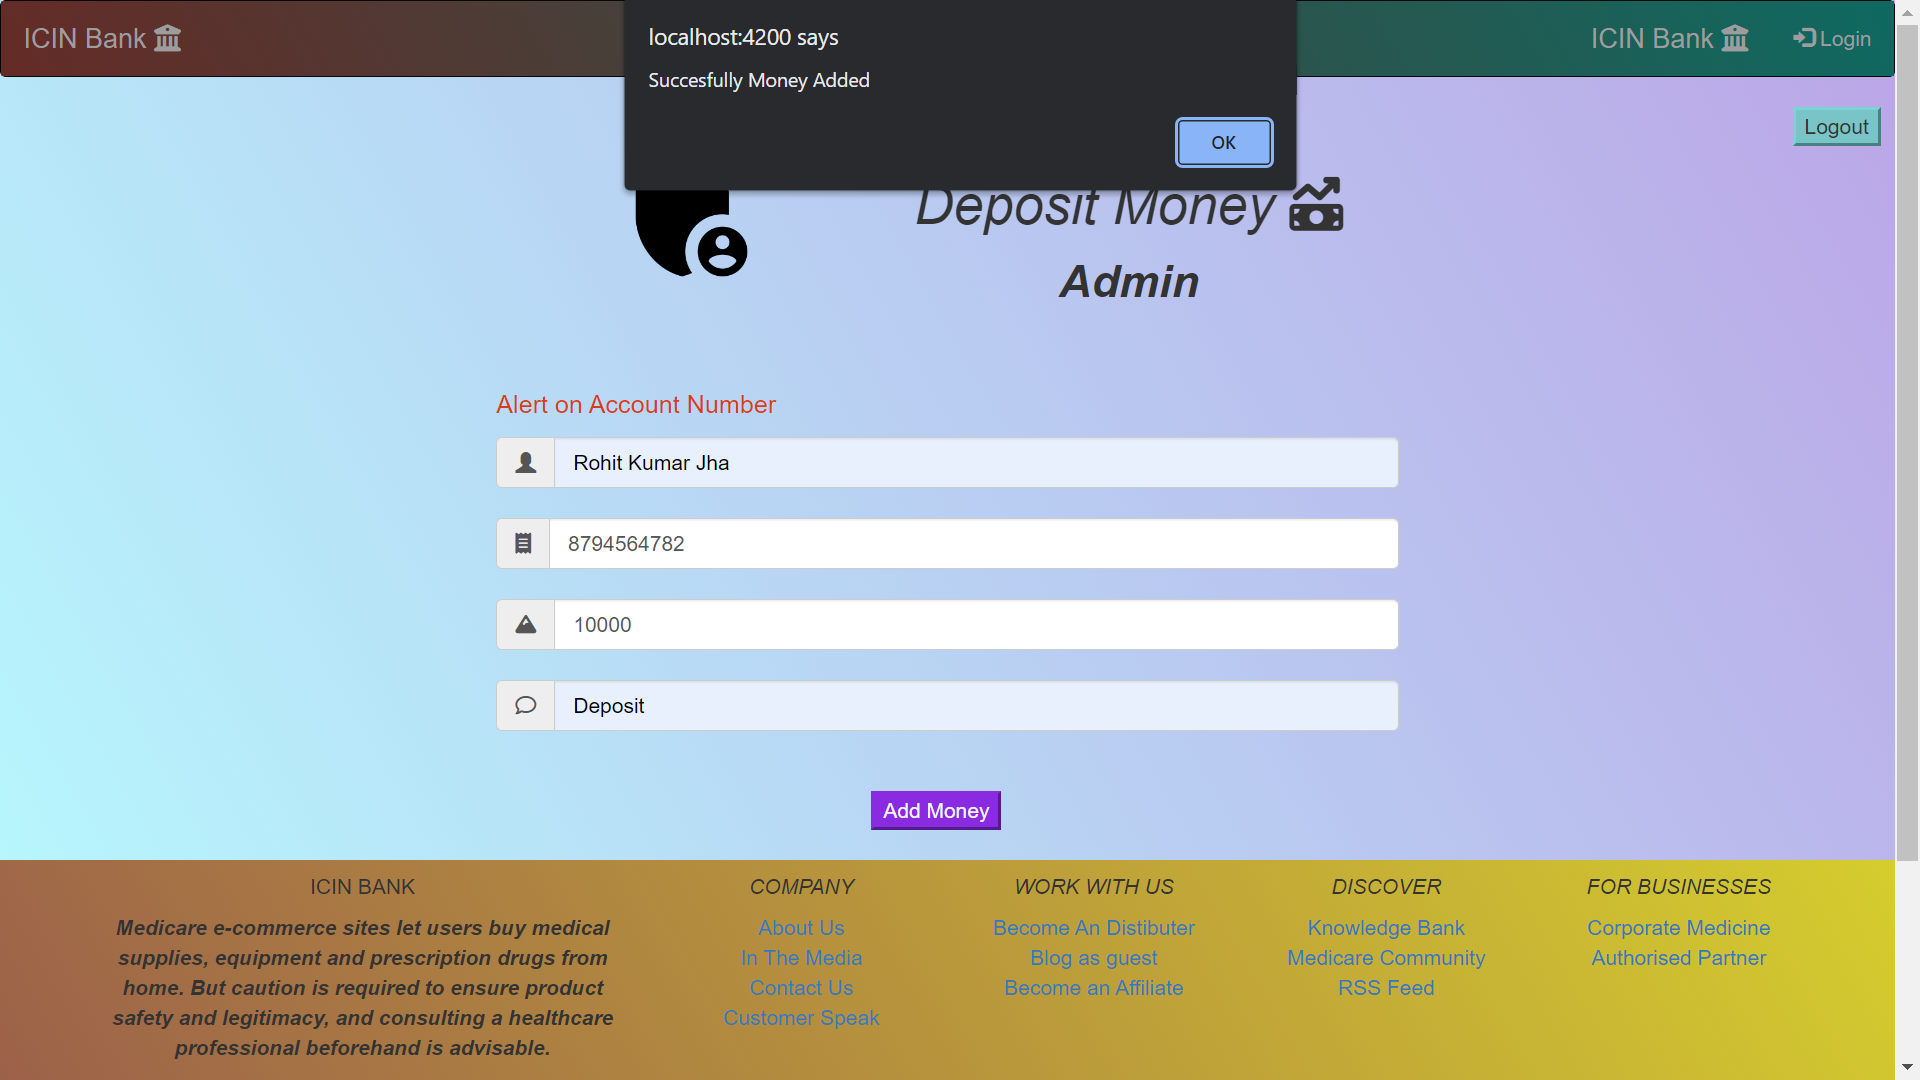 ICIN Bank
localhost:4200 says
Succesfully Money Added
OK
ICIN Bank
Login
Logout
Deposit Money
Admin
Alert on Account Number
Rohit Kumar Jha
8794564782
10000
Deposit
Add Money
ICIN BANK
Medicare e-commerce sites let users buy medical
supplies, equipment and prescription drugs from
home. But caution is required to ensure product
safety and legitimacy, and consulting a healthcare
professional beforehand is advisable.
COMPANY
About Us
In The Media
Contact Us
Customer Speak
WORK WITH US
Become An Distibuter
Blog as guest
Become an Affiliate
DISCOVER
Knowledge Bank
Medicare Community
RSS Feed
FOR BUSINESSES
Corporate Medicine
Authorised Partner